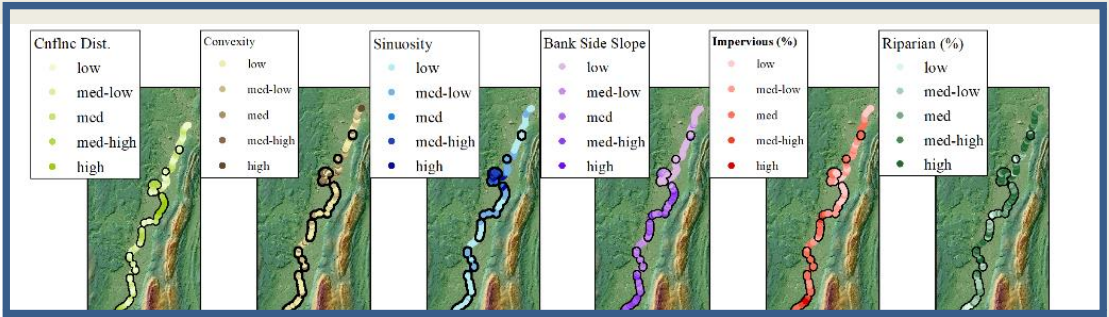 Cnflnc Dist.
low
med-low
med
med-high
high
Convexity
low
med-low
med
med-high
high
Sinuosity
low
med-low
med
med-high
high
Bank Side Slope
low
med-low
med
med-high
high
Impervious (%)
low
med-low
med
med-high
high
Riparian (%)
low
med-low
med
med-high
high